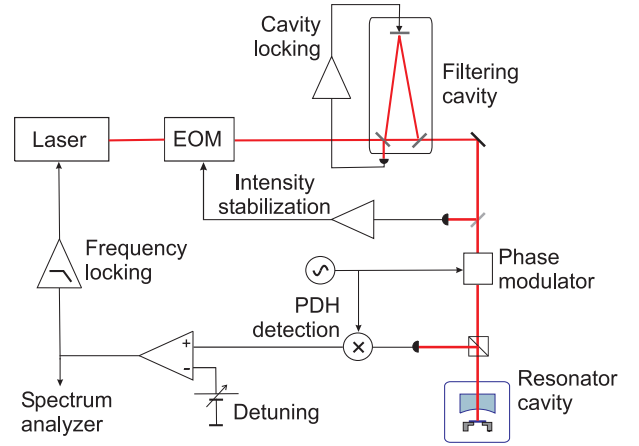 Cavity
locking
Filtering
cavity
Laser
EOM
Intensity
stabilization
Frequency
locking
Phase
modulator
PDH
detection
+
-
Resonator
cavity
Spectrum
analyzer
Detuning